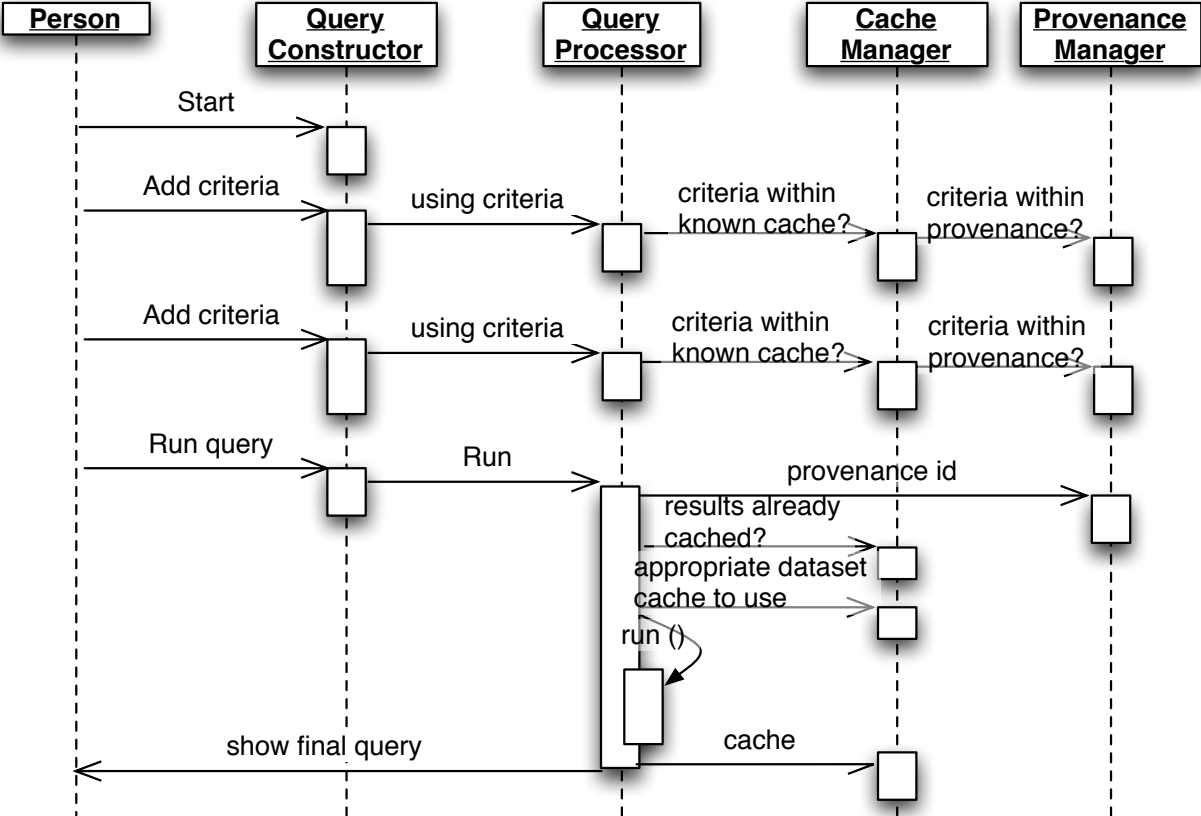 Person
Query
Constructor
Query
Processor
Cache
Manager
Provenance
Manager
Start
Add criteria
using criteria
criteria within
known cache?
criteria within
provenance?
Add criteria
using criteria
criteria within
known cache?
criteria within
provenance?
Run query
Run
provenance id
results already
cached?
appropriate dataset
cache to use
run ()
show final query
cache